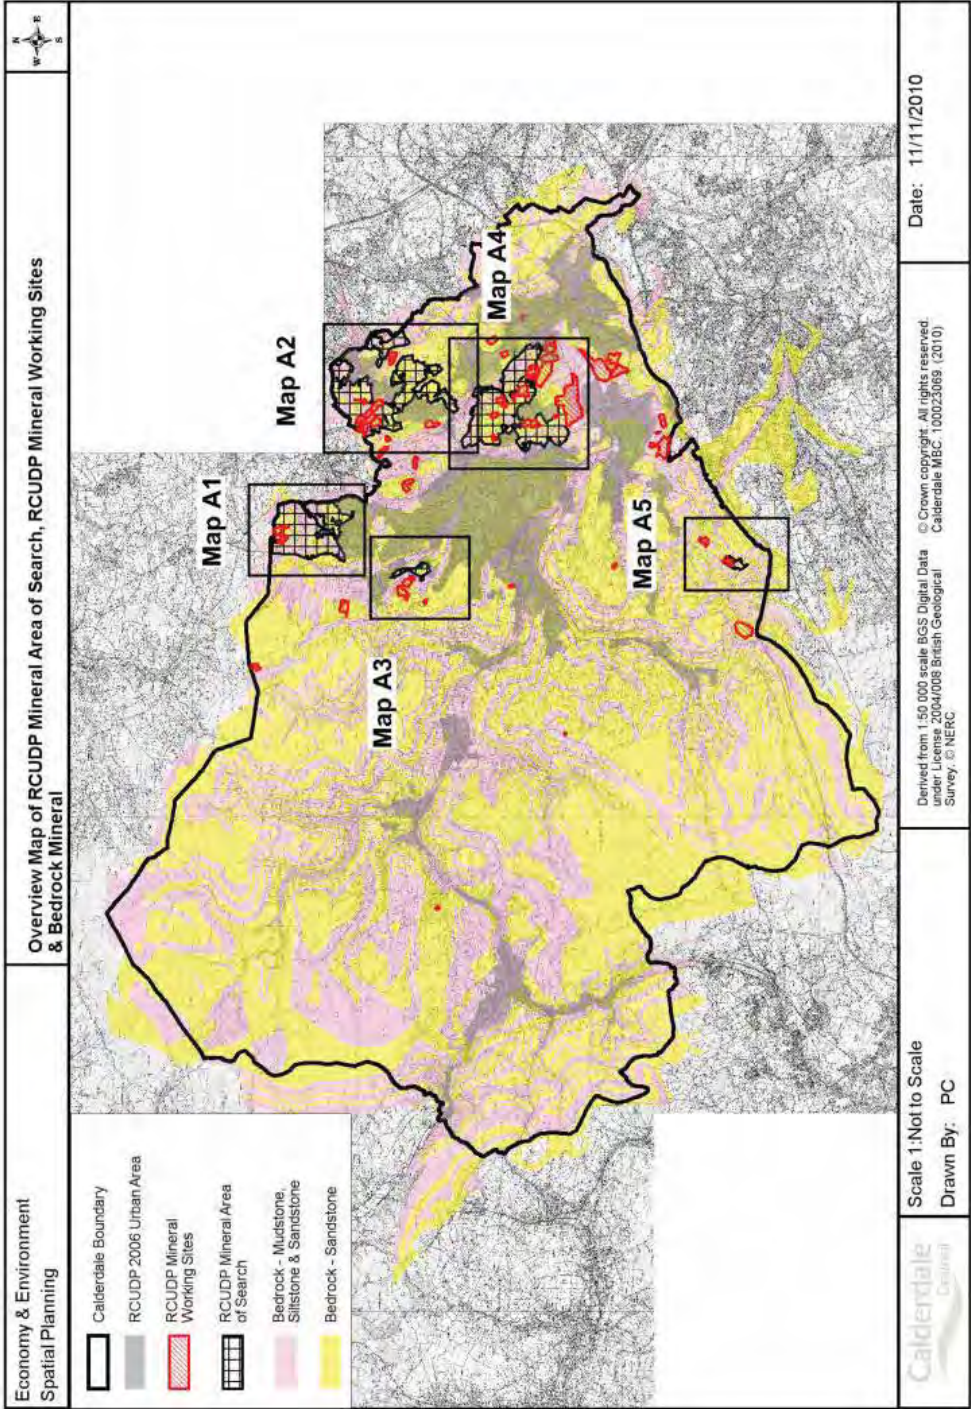 Economy & Environment
Spatial Planning
Overview Map of RCUDP Mineral Area of Search, RCUDP Mineral Working Sites
& Bedrock Mineral
N
W
E
S
Calderdale Boundary
RCUDP 2006 Urban Area
RCUDP Mineral
Working Sites
RCUDP Mineral Area
of Search
Bedrock - Mudstone,
Siltstone & Sandstone
Bedrock - Sandstone
Map A1
Map A2
Map A3
Map A4
Map A5
Calderdale
Council
Scale 1:Not to Scale
Drawn By: PC
Derived from 1:50 000 scale BGS Digital Data
under License 2004/008 British Geological
Survey. © NERC
© Crown copyright. All rights reserved.
Calderdale MBC. 100023069 (2010)
Date: 11/11/2010